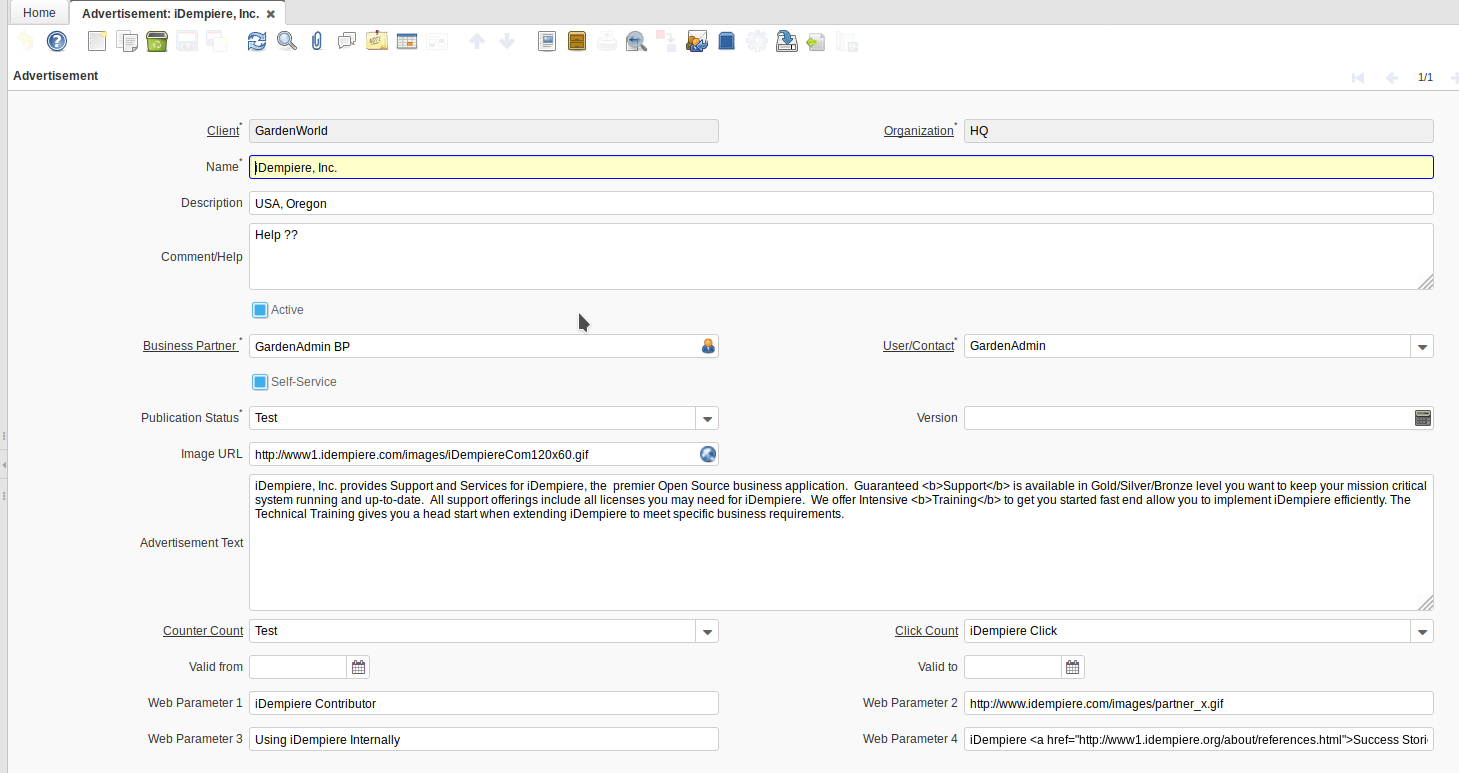 Home Advertisement: iDempiere, Inc.
Advertisement 1/1
Client* GardenWorld Organization* HQ
Name* iDempiere, Inc.
Description USA, Oregon
Comment/Help Help ??
Active
Business Partner* GardenAdmin BP User/Contact* GardenAdmin
Self-Service
Publication Status* Test Version
Image URL http://www1.idempiere.com/images/iDempiereCom120x60.gif
iDempiere, Inc. provides Support and Services for iDempiere, the  premier Open Source business application.  Guaranteed <b>Support</b> is available in Gold/Silver/Bronze level you want to keep your mission critical
system running and up-to-date.  All support offerings include all licenses you may need for iDempiere.  We offer Intensive <b>Training</b> to get you started fast end allow you to implement iDempiere efficiently. The
Technical Training gives you a head start when extending iDempiere to meet specific business requirements.
Advertisement Text
Counter Count Test Click Count iDempiere Click
Valid from Valid to
Web Parameter 1 iDempiere Contributor Web Parameter 2 http://www.idempiere.com/images/partner_x.gif
Web Parameter 3 Using iDempiere Internally Web Parameter 4 iDempiere <a href="http://www1.idempiere.org/about/references.html">Success Stori